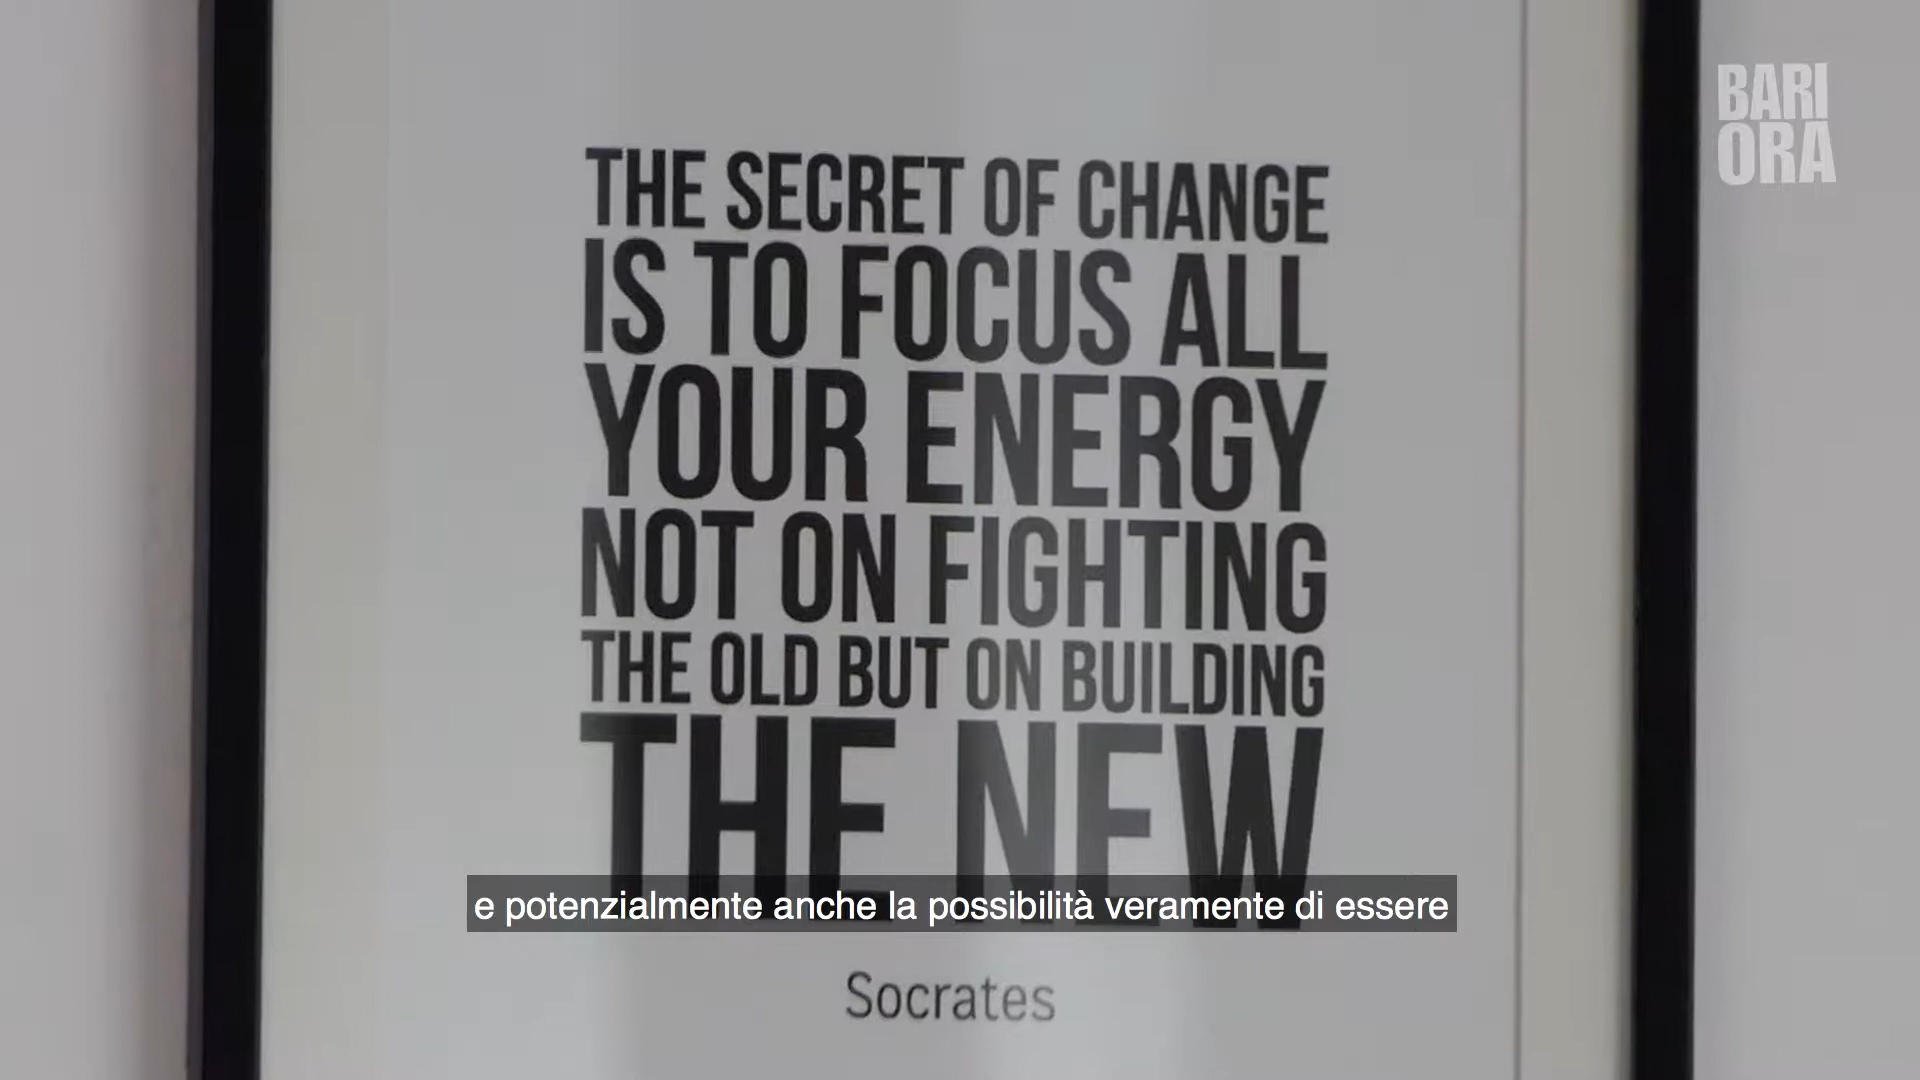 BARI
ORA
THE SECRET OF CHANGE
IS TO FOCUS ALL
YOUR ENERGY
NOT ON FIGHTING
THE OLD BUT ON BUILDING
THE NEW
e potenzialmente anche la possibilità veramente di essere
Socrates